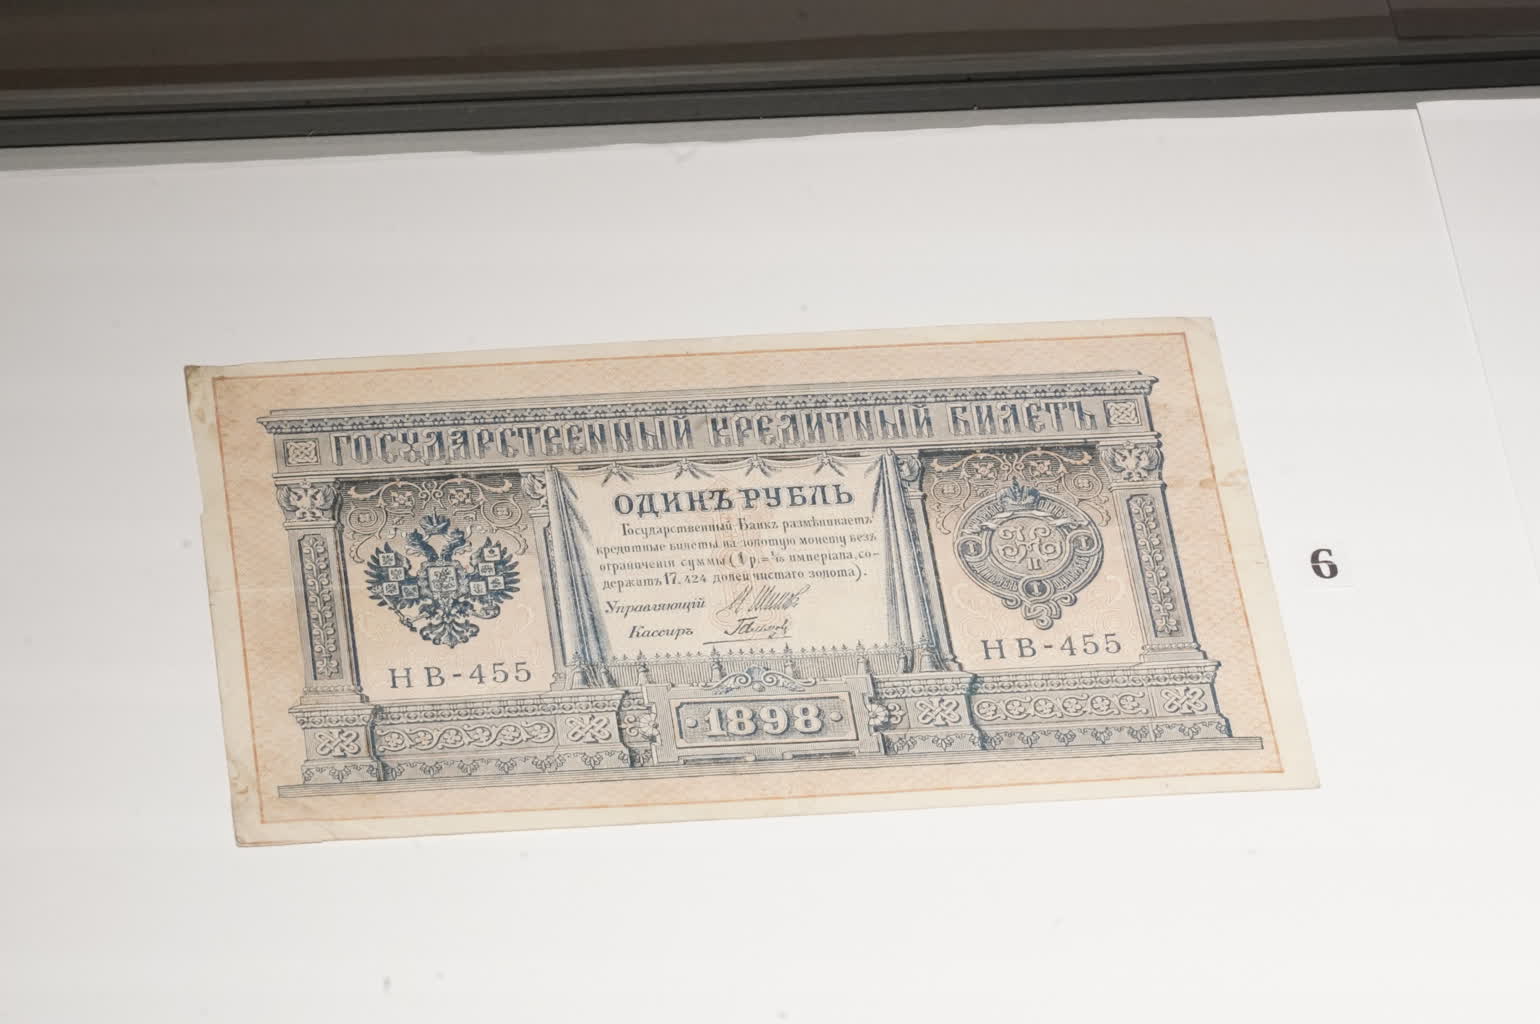 ГОСУДАРСТВЕННЫЙ КРЕДИТНЫЙ БИЛЕТЪ
ОДИНЪ РУБЛЬ
Государственный Банкъ размѣниваетъ
кредитные билеты на золотую монету безъ
ограниченія суммы (1 р. = 1/15 имперіала, со-
держитъ 17,424 долей чистаго золота).
Управляющій
Кассиръ
НВ-455
НВ-455
1898
6